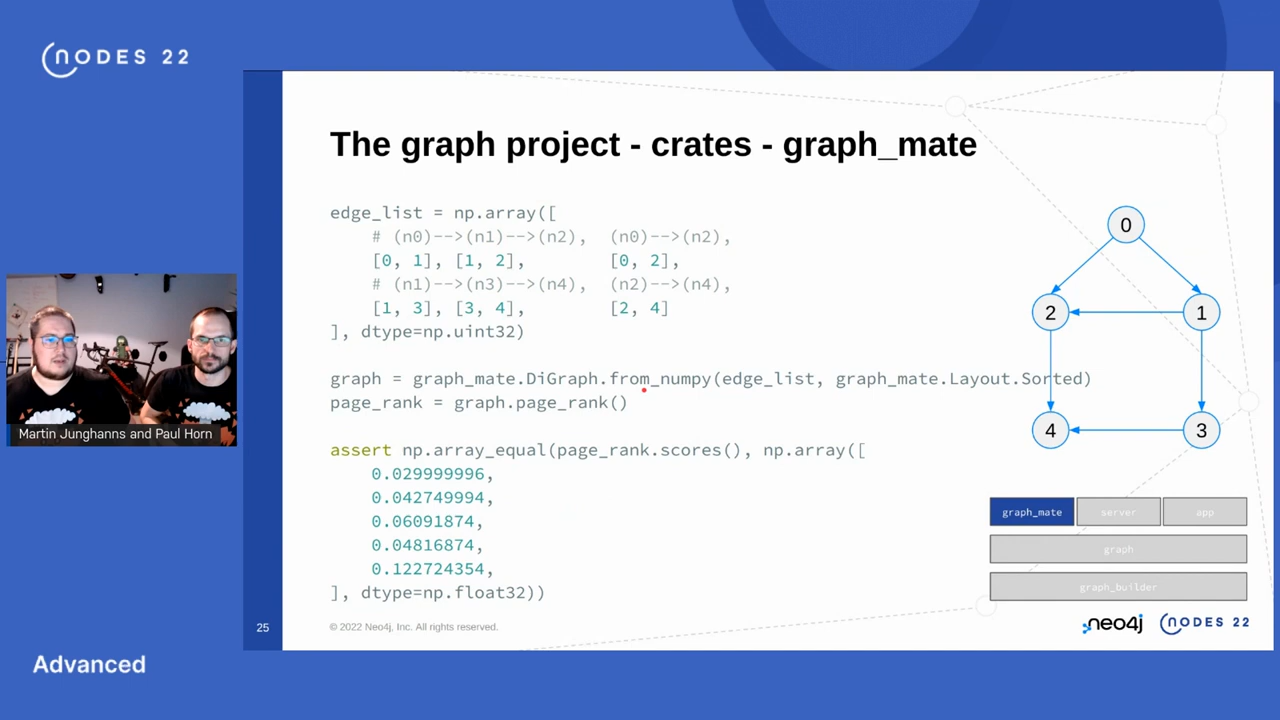 NODES 22
The graph project - crates - graph_mate
edge_list = np.array([
# (n0)-->(n1)-->(n2), (n0)-->(n2),
[0, 1], [1, 2], [0, 2],
# (n1)-->(n3)-->(n4), (n2)-->(n4),
[1, 3], [3, 4], [2, 4]
], dtype=np.uint32)
graph = graph_mate.DiGraph.from_numpy(edge_list, graph_mate.Layout.Sorted)
page_rank = graph.page_rank()
assert np.array_equal(page_rank.scores(), np.array([
0.029999996,
0.042749994,
0.06091874,
0.04816874,
0.122724354,
], dtype=np.float32))
0
2 1
4 3
graph_mate server app
graph
graph_builder
Martin Junghanns and Paul Horn
25
© 2022 Neo4j, Inc. All rights reserved.
neo4j NODES 22
Advanced